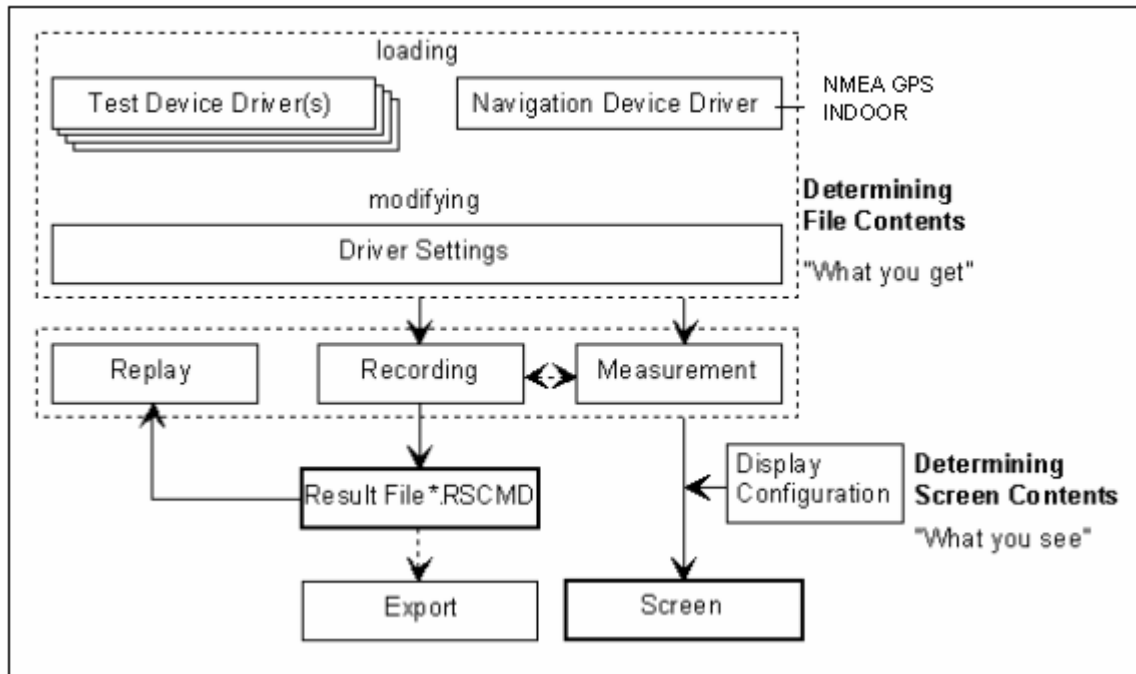 loading
Test Device Driver(s)
Navigation Device Driver
NMEA GPS
INDOOR
modifying
Driver Settings
Determining
File Contents
"What you get"
Replay
Recording
Measurement
Result File *.RSCMD
Display
Configuration
Determining
Screen Contents
"What you see"
Export
Screen